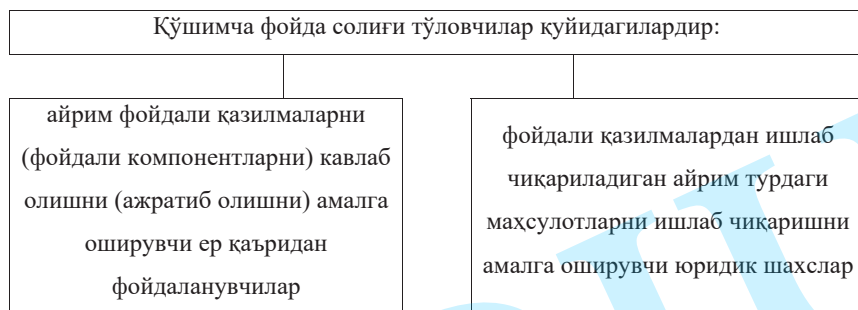 Қўшимча фойда солиғи тўловчилар қуйидагилардир:
айрим фойдали қазилмаларни
(фойдали компонентларни) кавлаб
олишни (ажратиб олишни) амалга
оширувчи ер қаъридан
фойдаланувчилар
фойдали қазилмалардан ишлаб
чиқариладиган айрим турдаги
маҳсулотларни ишлаб чиқаришни
амалга оширувчи юридик шахслар